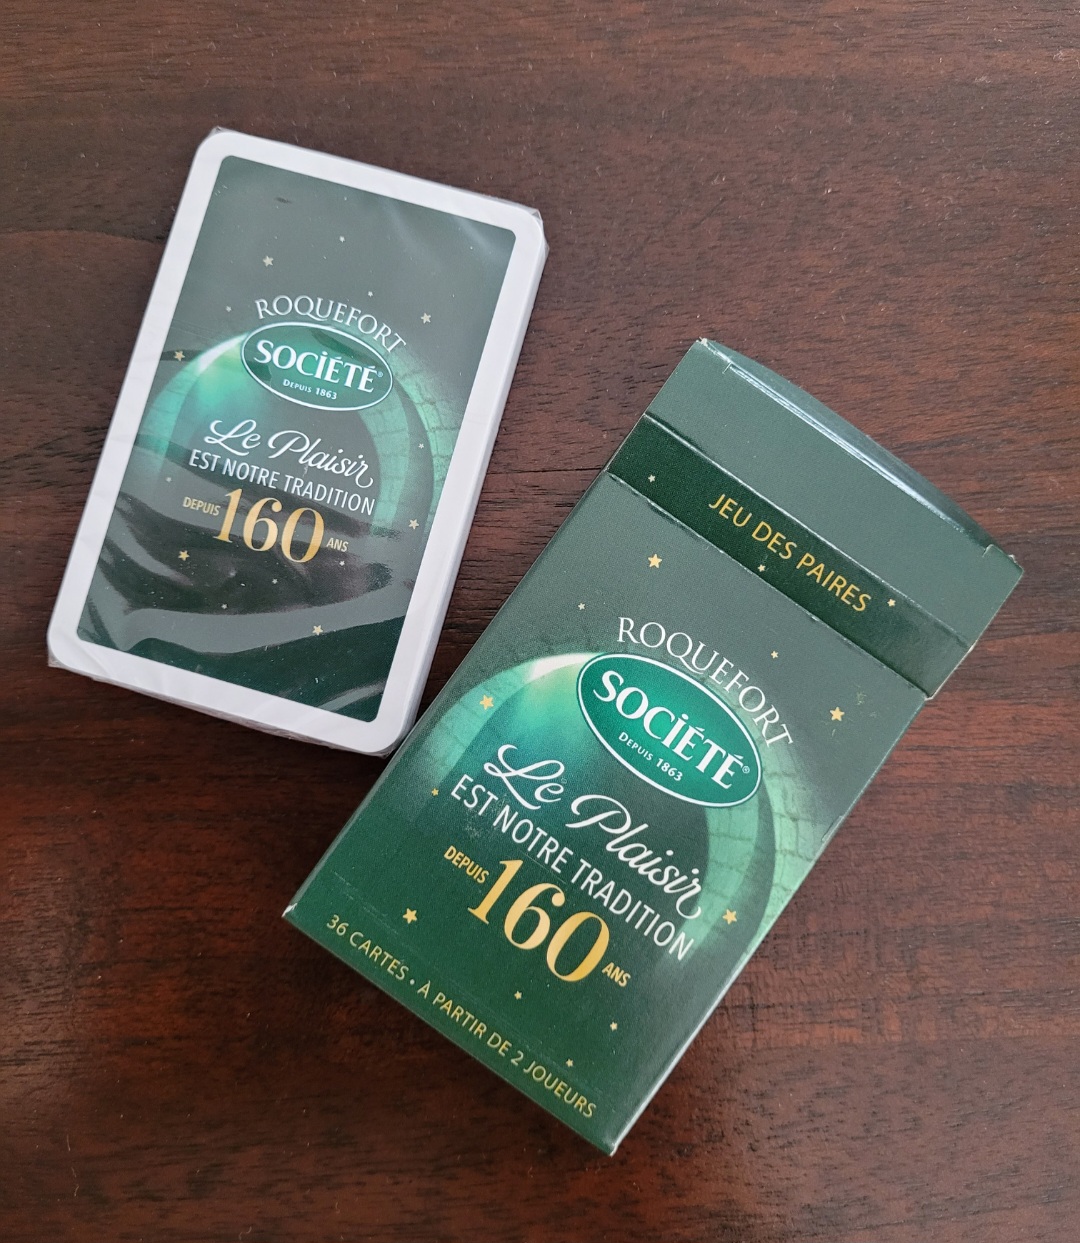 ROQUEFORT
SOCIÉTÉ®
DEPUIS 1863
Le Plaisir
EST NOTRE TRADITION
DEPUIS 160 ANS
JEU DES PAIRES
ROQUEFORT
SOCIÉTÉ®
DEPUIS 1863
Le Plaisir
EST NOTRE TRADITION
DEPUIS 160 ANS
36 CARTES • À PARTIR DE 2 JOUEURS